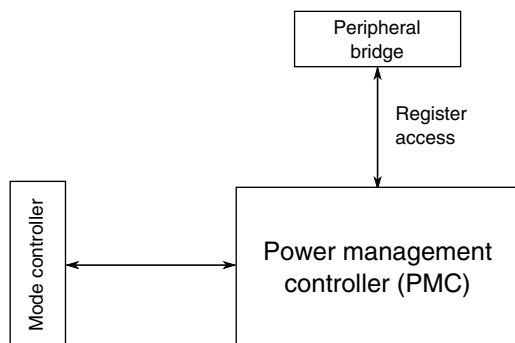 Peripheral
bridge
Register
access
Mode controller
Power management
controller (PMC)